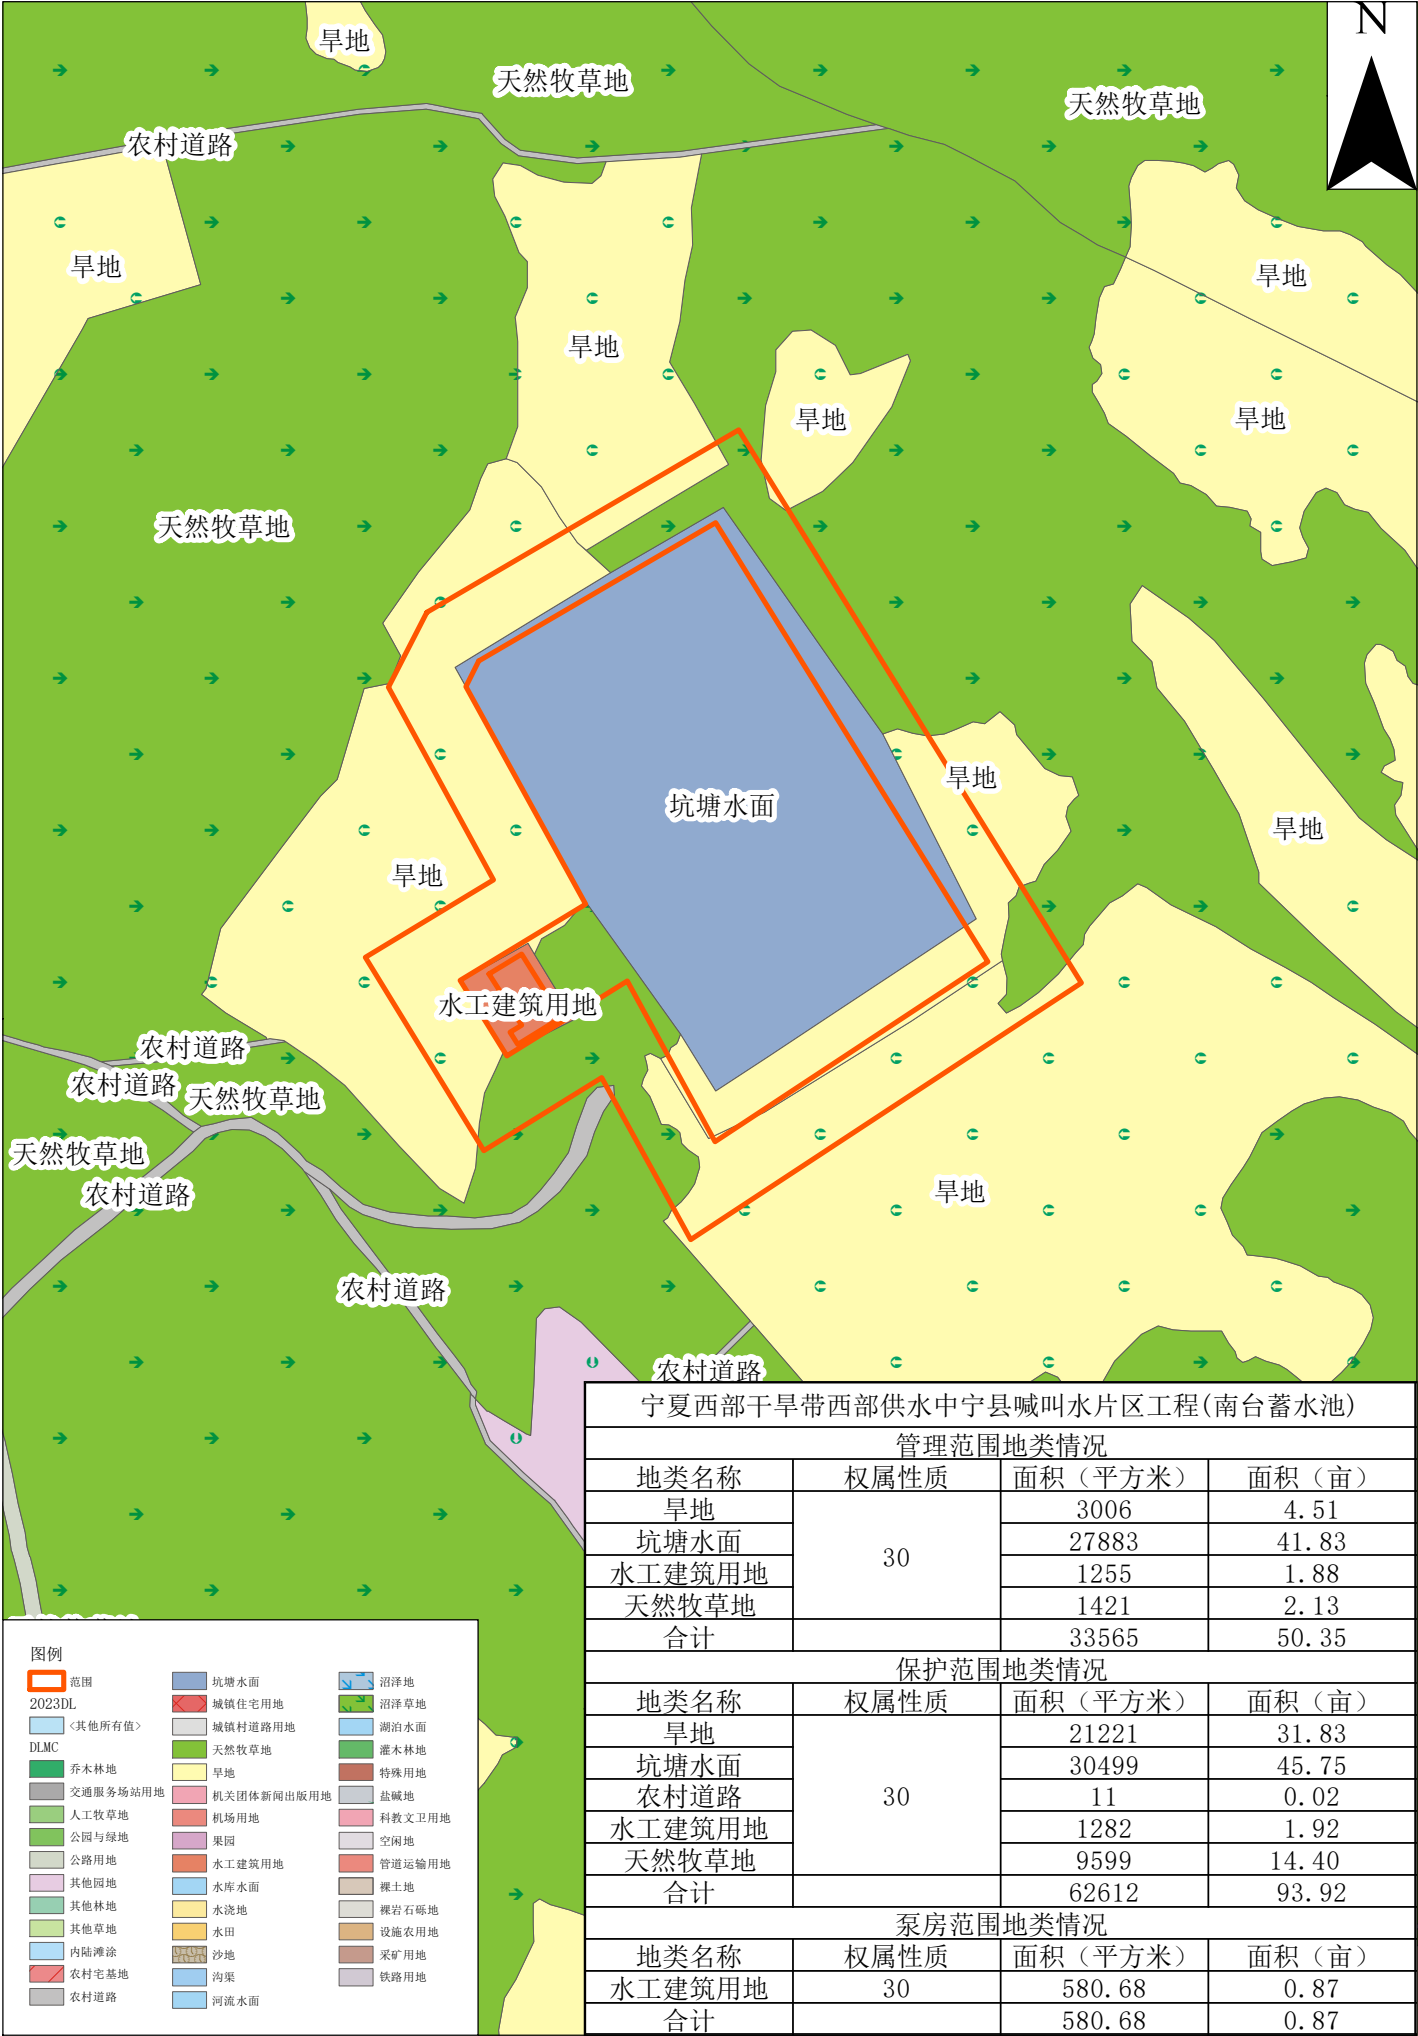 N
旱地
天然牧草地
天然牧草地
农村道路
旱地
旱地
旱地
旱地
旱地
天然牧草地
旱地
坑塘水面
旱地
旱地
水工建筑用地
农村道路
农村道路
天然牧草地
天然牧草地
农村道路
旱地
农村道路
农村道路
宁夏西部干旱带西部供水中宁县喊叫水片区工程(南台蓄水池)
管理范围地类情况
地类名称 权属性质 面积（平方米） 面积（亩）
旱地 3006 4.51
坑塘水面 27883 41.83
30
水工建筑用地 1255 1.88
天然牧草地 1421 2.13
合计 33565 50.35
保护范围地类情况
地类名称 权属性质 面积（平方米） 面积（亩）
旱地 21221 31.83
坑塘水面 30499 45.75
农村道路 30 11 0.02
水工建筑用地 1282 1.92
天然牧草地 9599 14.40
合计 62612 93.92
泵房范围地类情况
地类名称 权属性质 面积（平方米） 面积（亩）
水工建筑用地 30 580.68 0.87
合计 580.68 0.87
图例
范围
2023DL
<其他所有值>
DLMC
乔木林地
交通服务场站用地
人工牧草地
公园与绿地
公路用地
其他园地
其他林地
其他草地
内陆滩涂
农村宅基地
农村道路
坑塘水面
城镇住宅用地
城镇村道路用地
天然牧草地
旱地
机关团体新闻出版用地
机场用地
果园
水工建筑用地
水库水面
水浇地
水田
沙地
沟渠
河流水面
沼泽地
沼泽草地
湖泊水面
灌木林地
特殊用地
盐碱地
科教文卫用地
空闲地
管道运输用地
裸土地
裸岩石砾地
设施农用地
采矿用地
铁路用地